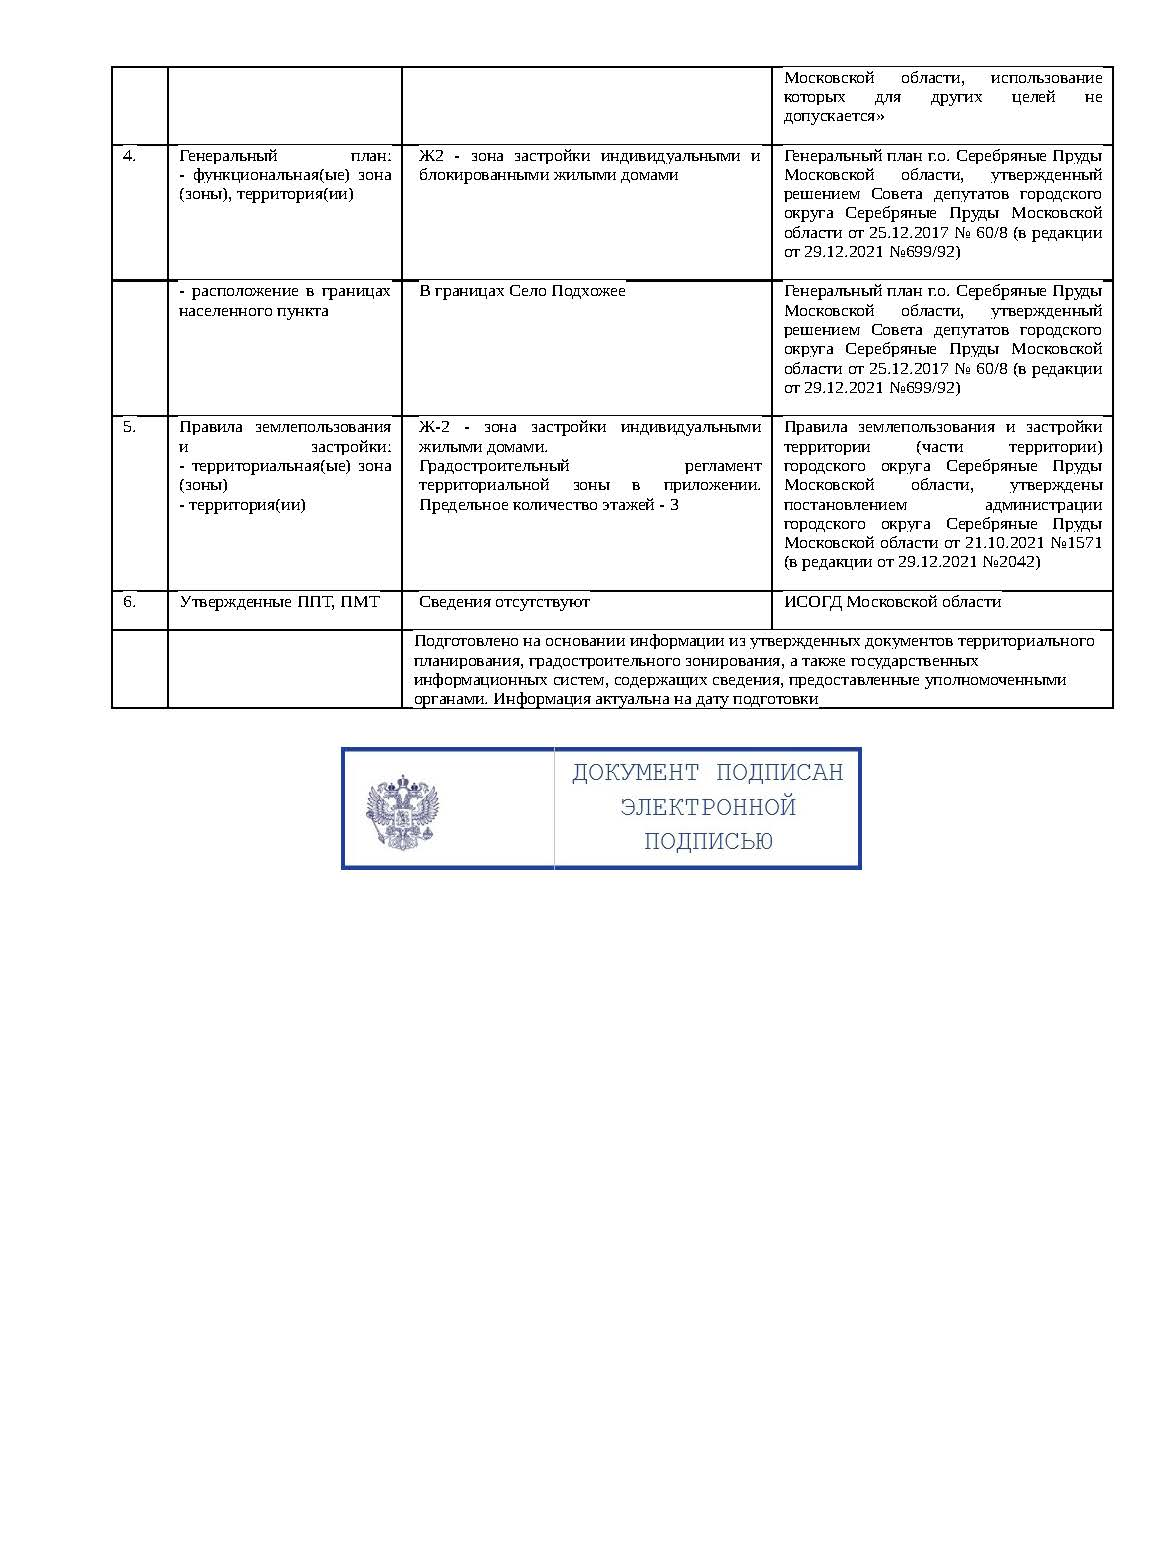 Московской области, использование
которых для других целей не
допускается»
4.
Генеральный план:
- функциональная(ые) зона
(зоны), территория(ии)
Ж2 - зона застройки индивидуальными и
блокированными жилыми домами
Генеральный план г.о. Серебряные Пруды
Московской области, утвержденный
решением Совета депутатов городского
округа Серебряные Пруды Московской
области от 25.12.2017 № 60/8 (в редакции
от 29.12.2021 №699/92)
- расположение в границах
населенного пункта
В границах Село Подхожее
Генеральный план г.о. Серебряные Пруды
Московской области, утвержденный
решением Совета депутатов городского
округа Серебряные Пруды Московской
области от 25.12.2017 № 60/8 (в редакции
от 29.12.2021 №699/92)
5.
Правила землепользования
и застройки:
- территориальная(ые) зона
(зоны)
- территория(ии)
Ж-2 - зона застройки индивидуальными
жилыми домами.
Градостроительный регламент
территориальной зоны в приложении.
Предельное количество этажей - 3
Правила землепользования и застройки
территории (части территории)
городского округа Серебряные Пруды
Московской области, утверждены
постановлением администрации
городского округа Серебряные Пруды
Московской области от 21.10.2021 №1571
(в редакции от 29.12.2021 №2042)
6.
Утвержденные ППТ, ПМТ
Сведения отсутствуют
ИСОГД Московской области
Подготовлено на основании информации из утвержденных документов территориального
планирования, градостроительного зонирования, а также государственных
информационных систем, содержащих сведения, предоставленные уполномоченными
органами. Информация актуальна на дату подготовки
ДОКУМЕНТ ПОДПИСАН
ЭЛЕКТРОННОЙ
ПОДПИСЬЮ